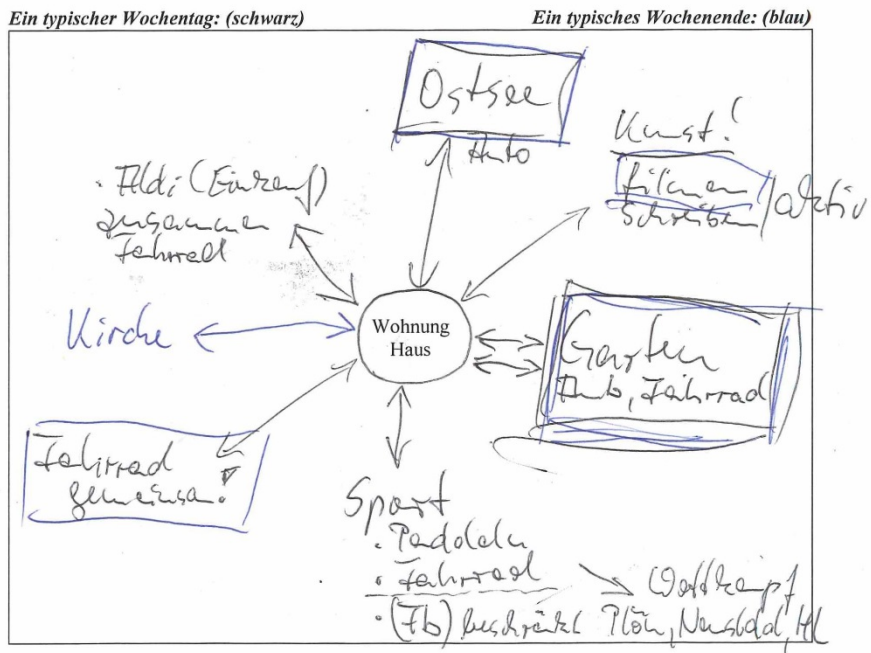 Ein typischer Wochentag: (schwarz)
Ein typisches Wochenende: (blau)
Ostsee
Auto
Kunst!
filmen
Schreiben / aktiv
· Aldi (Einkauf)
zusammen
Fahrrad
Kirche
Wohnung
Haus
Garten
Auto, Fahrrad
Fahrrad
gemeinsam!
Sport
· Paddeln
· Fahrrad
· (Fb) beschränkt
Wettkampf
Plön, Neustadt, HL